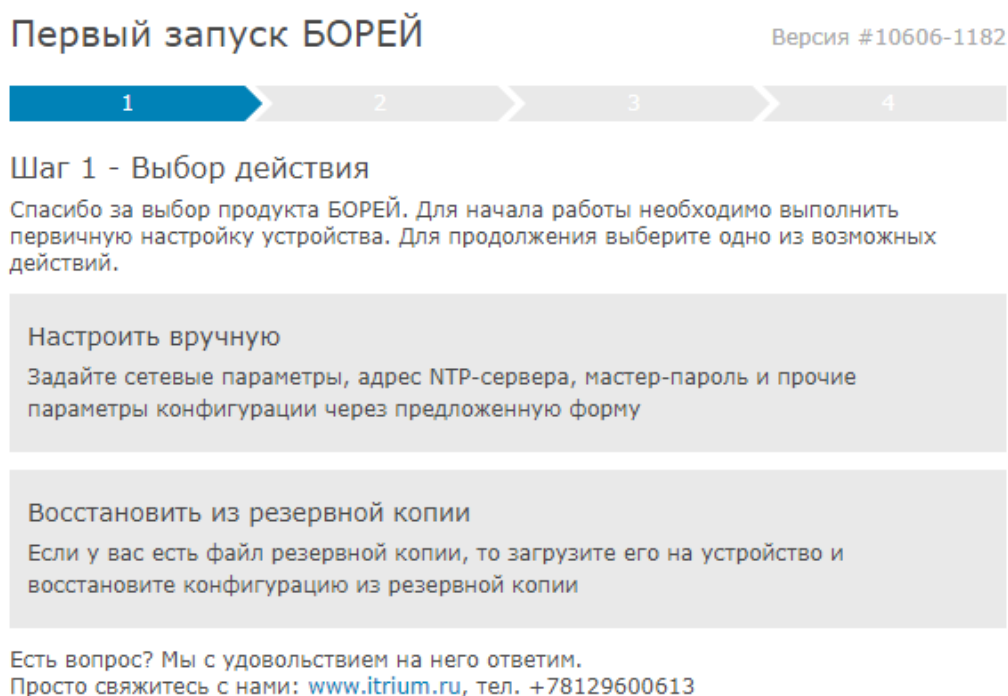 Первый запуск БОРЕЙ
Версия #10606-1182
1
2
3
4
Шаг 1 - Выбор действия
Спасибо за выбор продукта БОРЕЙ. Для начала работы необходимо выполнить
первичную настройку устройства. Для продолжения выберите одно из возможных
действий.
Настроить вручную
Задайте сетевые параметры, адрес NTP-сервера, мастер-пароль и прочие
параметры конфигурации через предложенную форму
Восстановить из резервной копии
Если у вас есть файл резервной копии, то загрузите его на устройство и
восстановите конфигурацию из резервной копии
Есть вопрос? Мы с удовольствием на него ответим.
Просто свяжитесь с нами: www.itrium.ru, тел. +78129600613